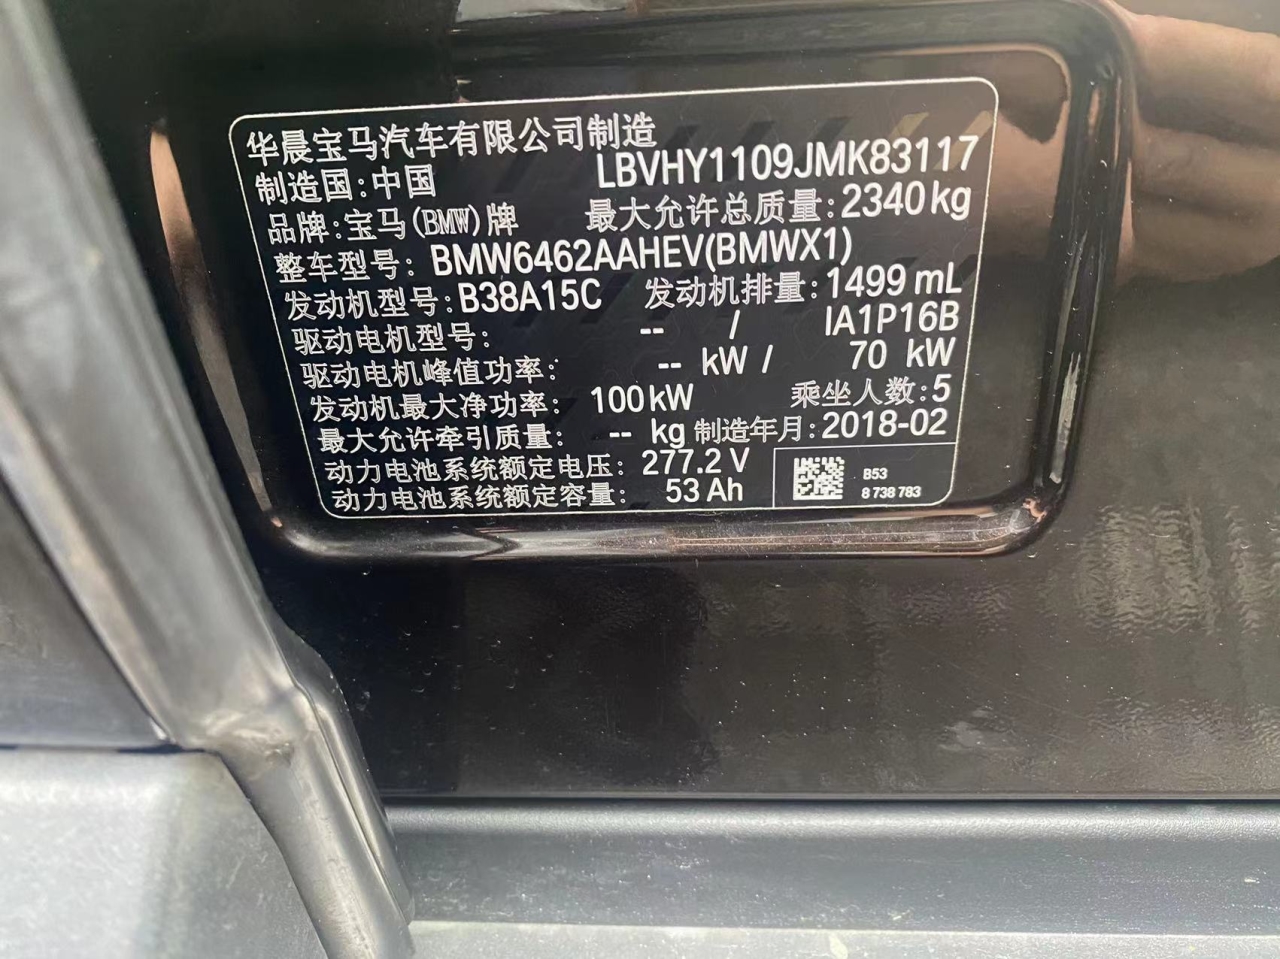 华晨宝马汽车有限公司制造
制造国:中国 LBVHY1109JMK83117
品牌:宝马(BMW)牌 最大允许总质量:2340kg
整车型号: BMW6462AAHEV(BMWX1)
发动机型号:B38A15C 发动机排量:1499 mL
驱动电机型号: -- / IA1P16B
驱动电机峰值功率: -- kW / 70 kW
发动机最大净功率: 100kW 乘坐人数:5
最大允许牵引质量: -- kg 制造年月:2018-02
动力电池系统额定电压: 277.2 V
动力电池系统额定容量: 53 Ah
B53
8 738 783